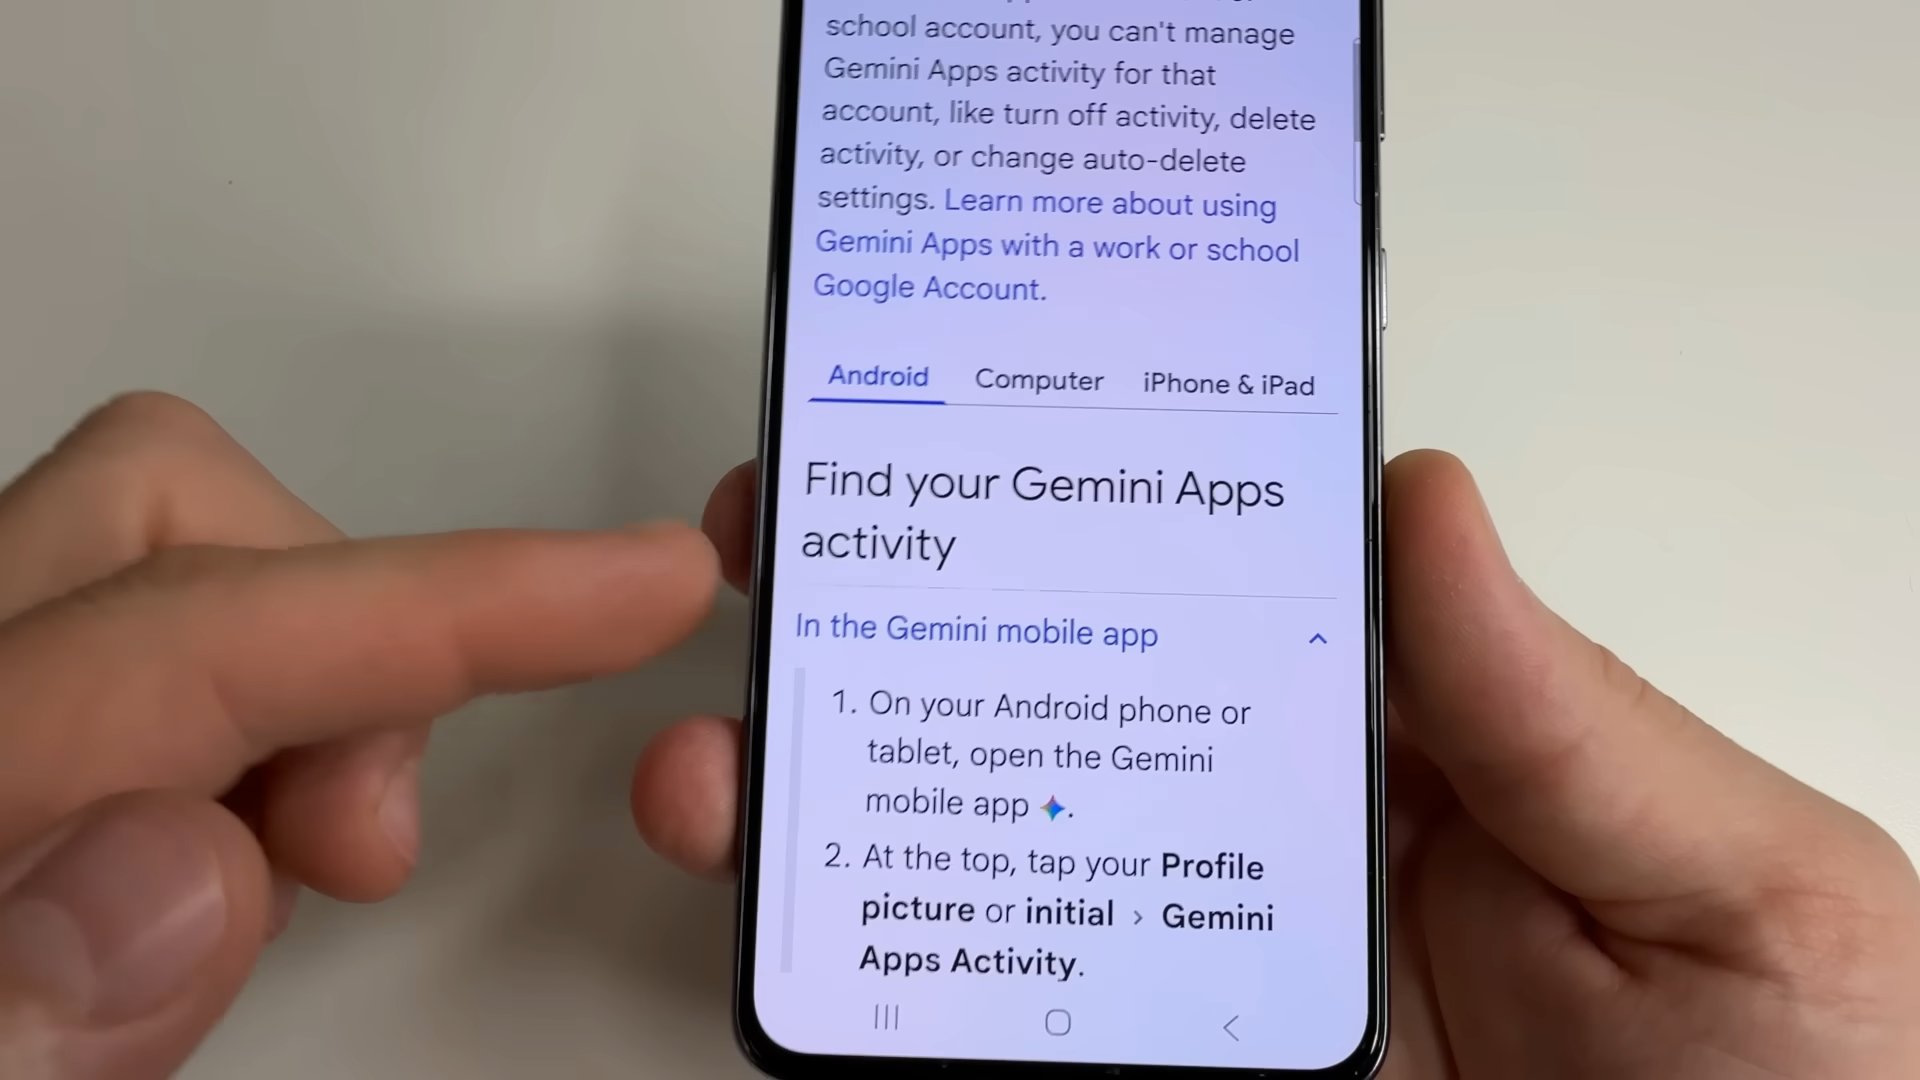 school account, you can't manage
Gemini Apps activity for that
account, like turn off activity, delete
activity, or change auto-delete
settings. Learn more about using
Gemini Apps with a work or school
Google Account.
Android Computer iPhone & iPad
Find your Gemini Apps
activity
In the Gemini mobile app
1. On your Android phone or
tablet, open the Gemini
mobile app .
2. At the top, tap your Profile
picture or initial › Gemini
Apps Activity.